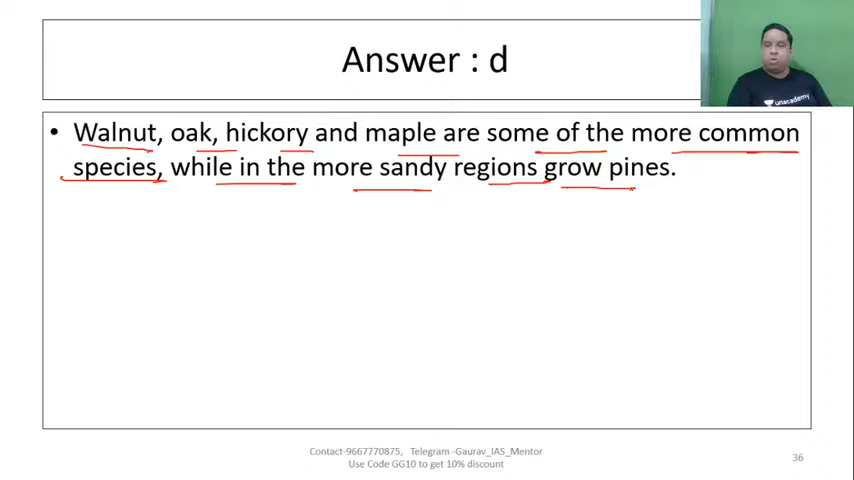 Answer : d
unacademy
• Walnut, oak, hickory and maple are some of the more common
species, while in the more sandy regions grow pines.
Contact-9667770875, Telegram -Gaurav_IAS_Mentor
Use Code GG10 to get 10% discount
36